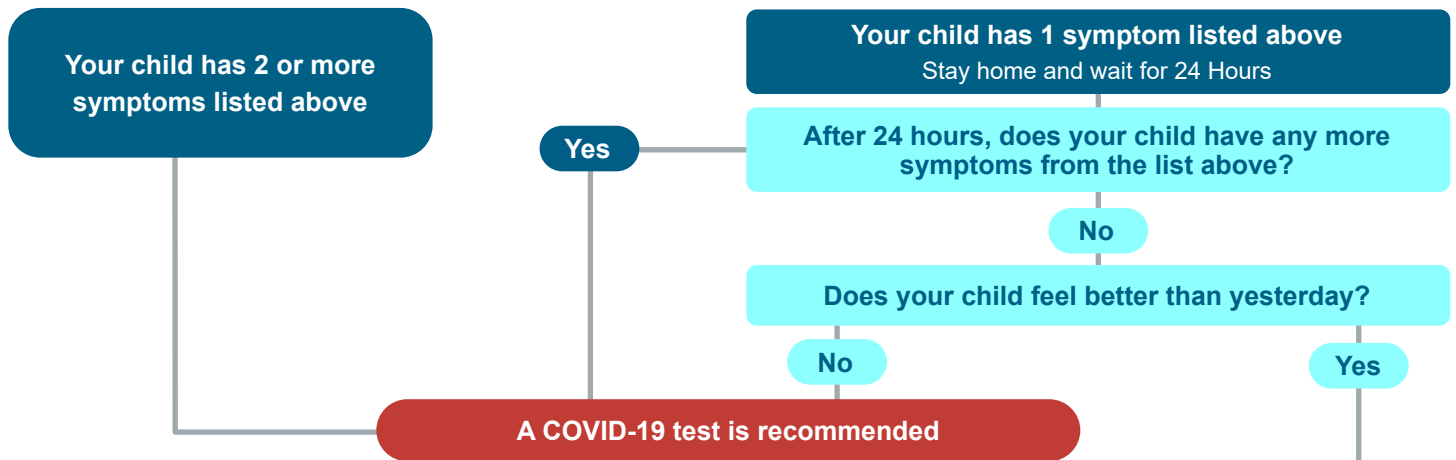 Your child has 2 or more
symptoms listed above
Your child has 1 symptom listed above
Stay home and wait for 24 Hours
Yes
After 24 hours, does your child have any more
symptoms from the list above?
No
Does your child feel better than yesterday?
No
Yes
A COVID-19 test is recommended